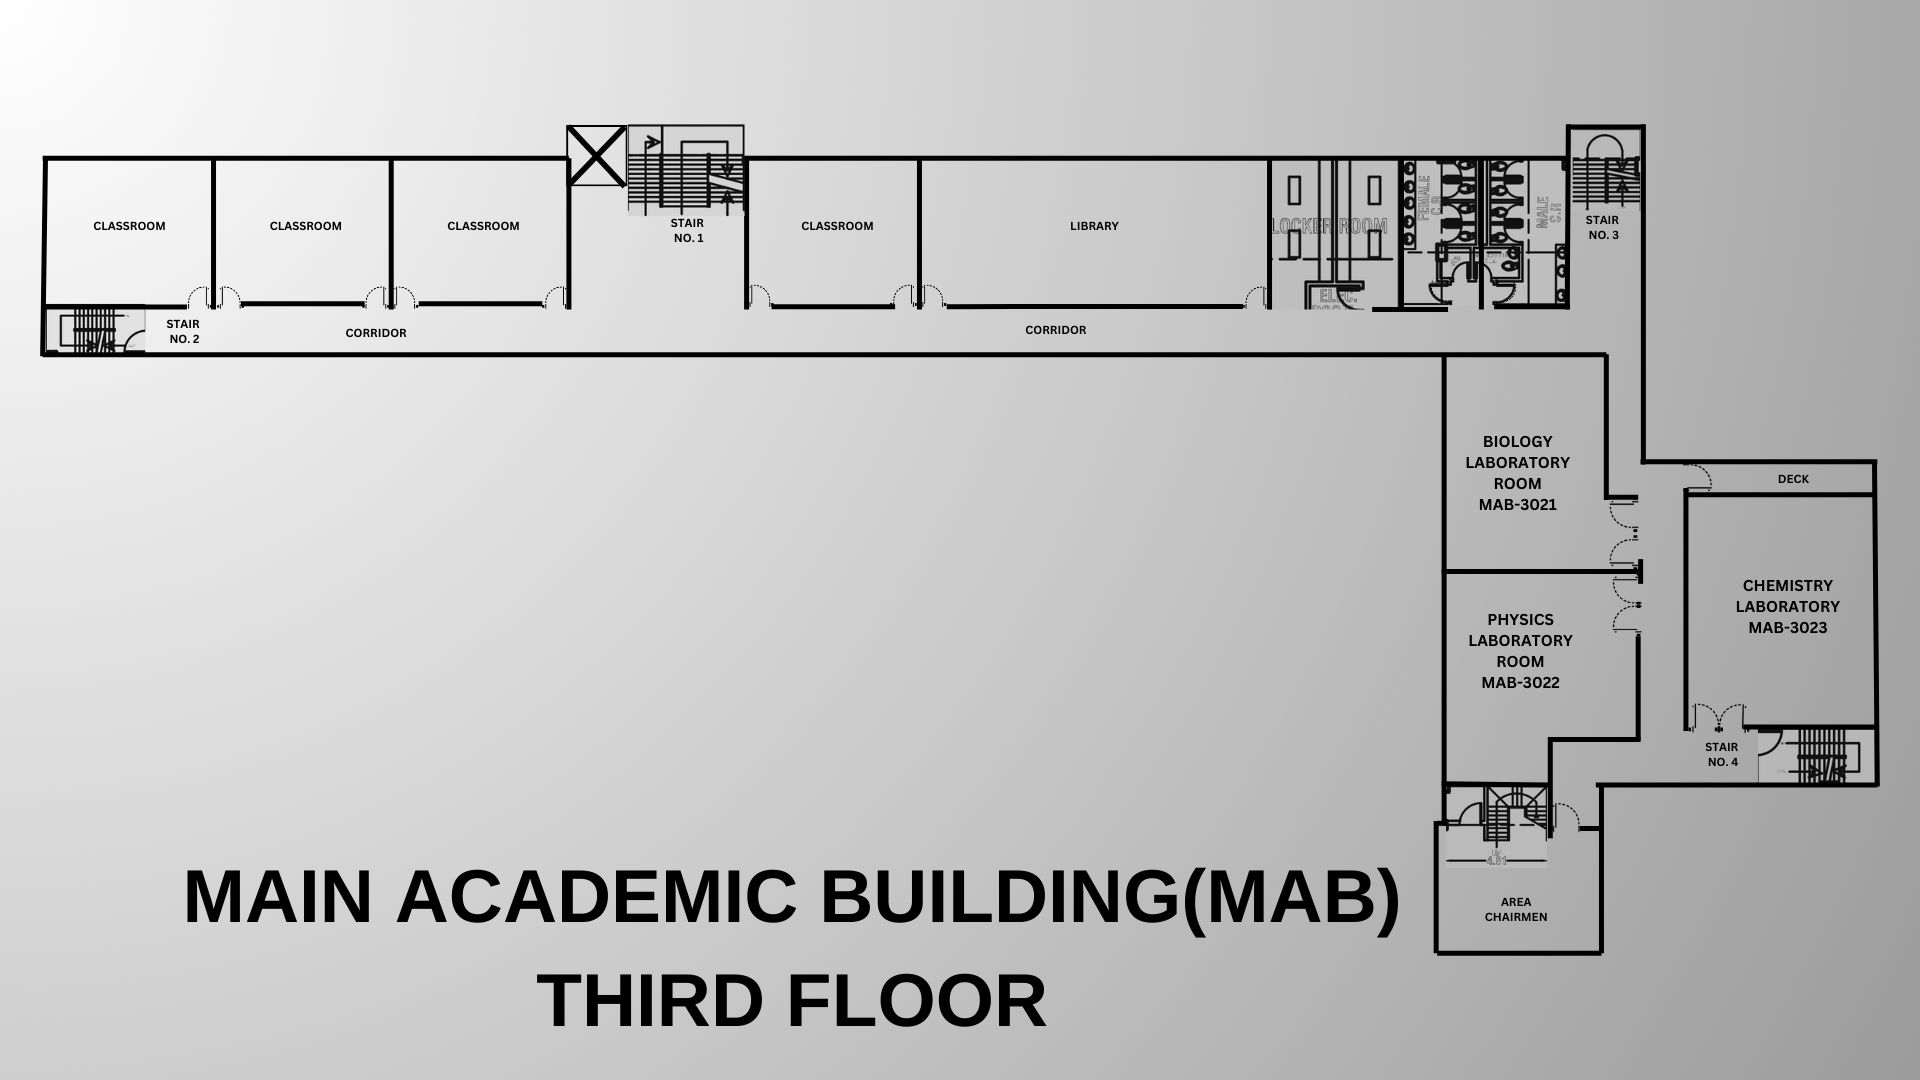 CLASSROOM
CLASSROOM
CLASSROOM
STAIR
NO. 1
CLASSROOM
LIBRARY
LOCKER ROOM
FEMALE
C.R
MALE
C.R
STAIR
NO. 3
STAIR
NO. 2
CORRIDOR
CORRIDOR
ELEC.
BIOLOGY
LABORATORY
ROOM
MAB-3021
DECK
CHEMISTRY
LABORATORY
MAB-3023
PHYSICS
LABORATORY
ROOM
MAB-3022
STAIR
NO. 4
AREA
CHAIRMEN
MAIN ACADEMIC BUILDING(MAB)
THIRD FLOOR